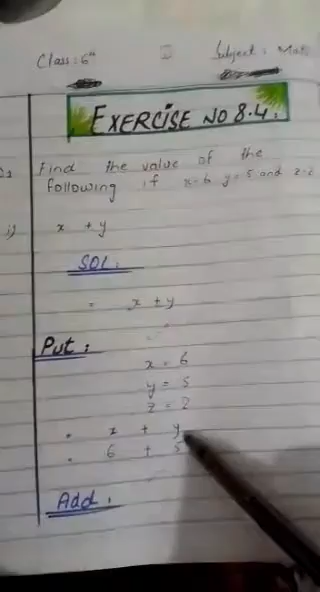 Class: 6th
Subject: Math
EXERCISE NO 8.4.
Q1 Find the value of the
following if x=6 y=5 and z=2
i) x + y
SOL:
= x + y
Put:
x = 6
y = 5
z = 2
= x + y
= 6 + 5
Add: